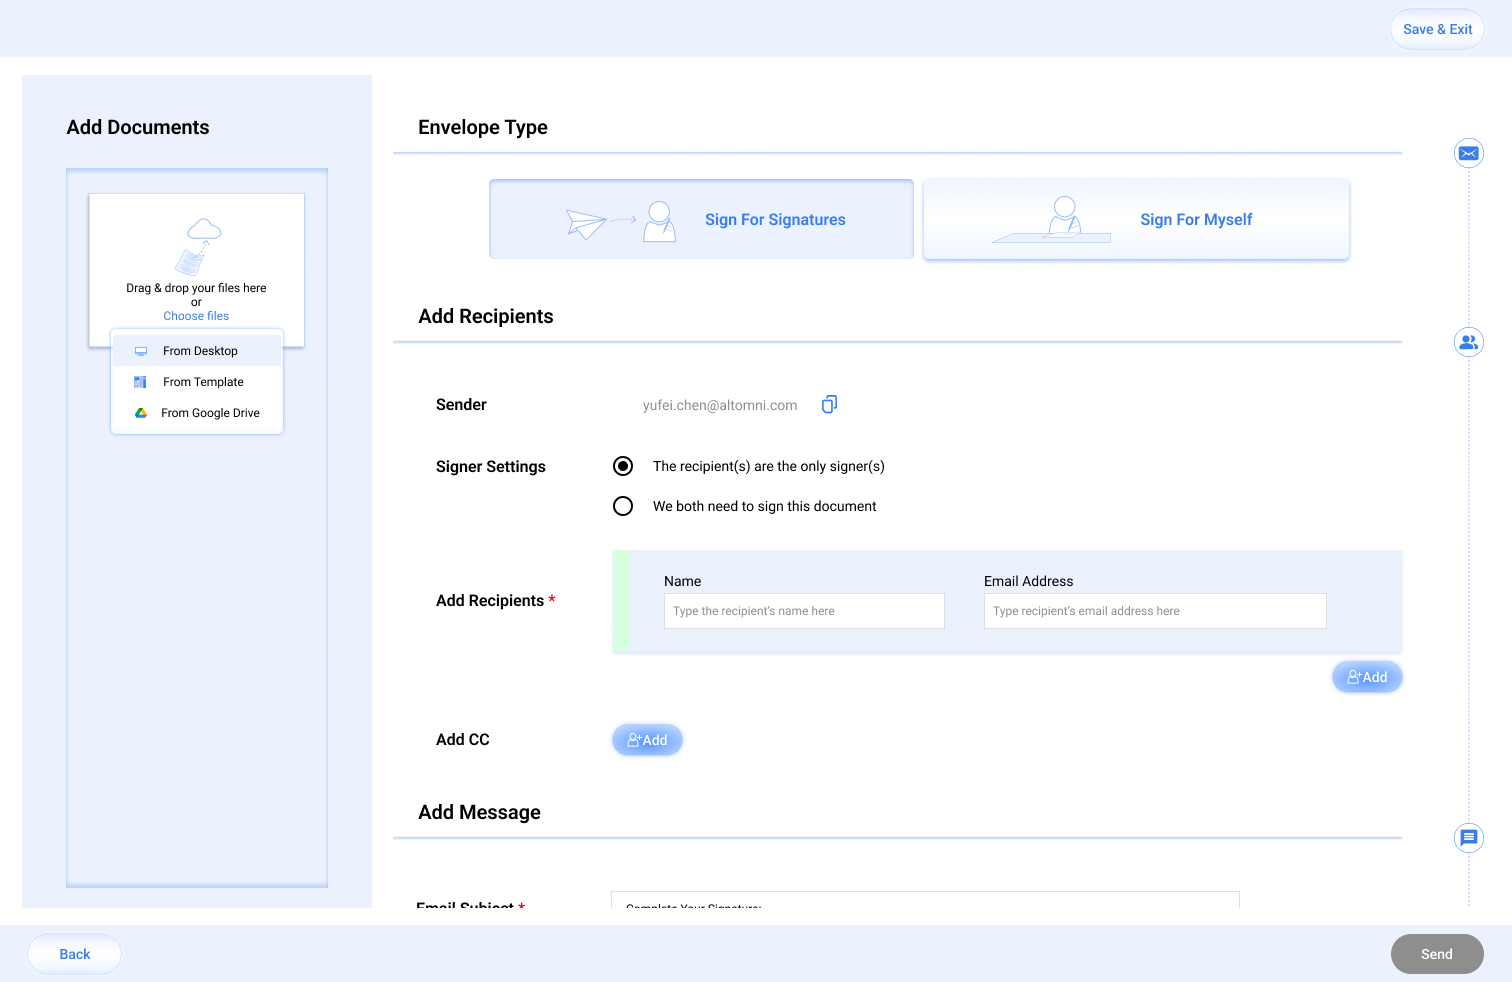 Save & Exit
Add Documents
Drag & drop your files here
or
Choose files
From Desktop
From Template
From Google Drive
Envelope Type
Sign For Signatures
Sign For Myself
Add Recipients
Sender
yufei.chen@altomni.com
Signer Settings
The recipient(s) are the only signer(s)
We both need to sign this document
Add Recipients *
Name
Email Address
Type the recipient's name here
Type recipient's email address here
Add
Add CC
Add
Add Message
Email Subject *
Complete Your Signature:
Back
Send